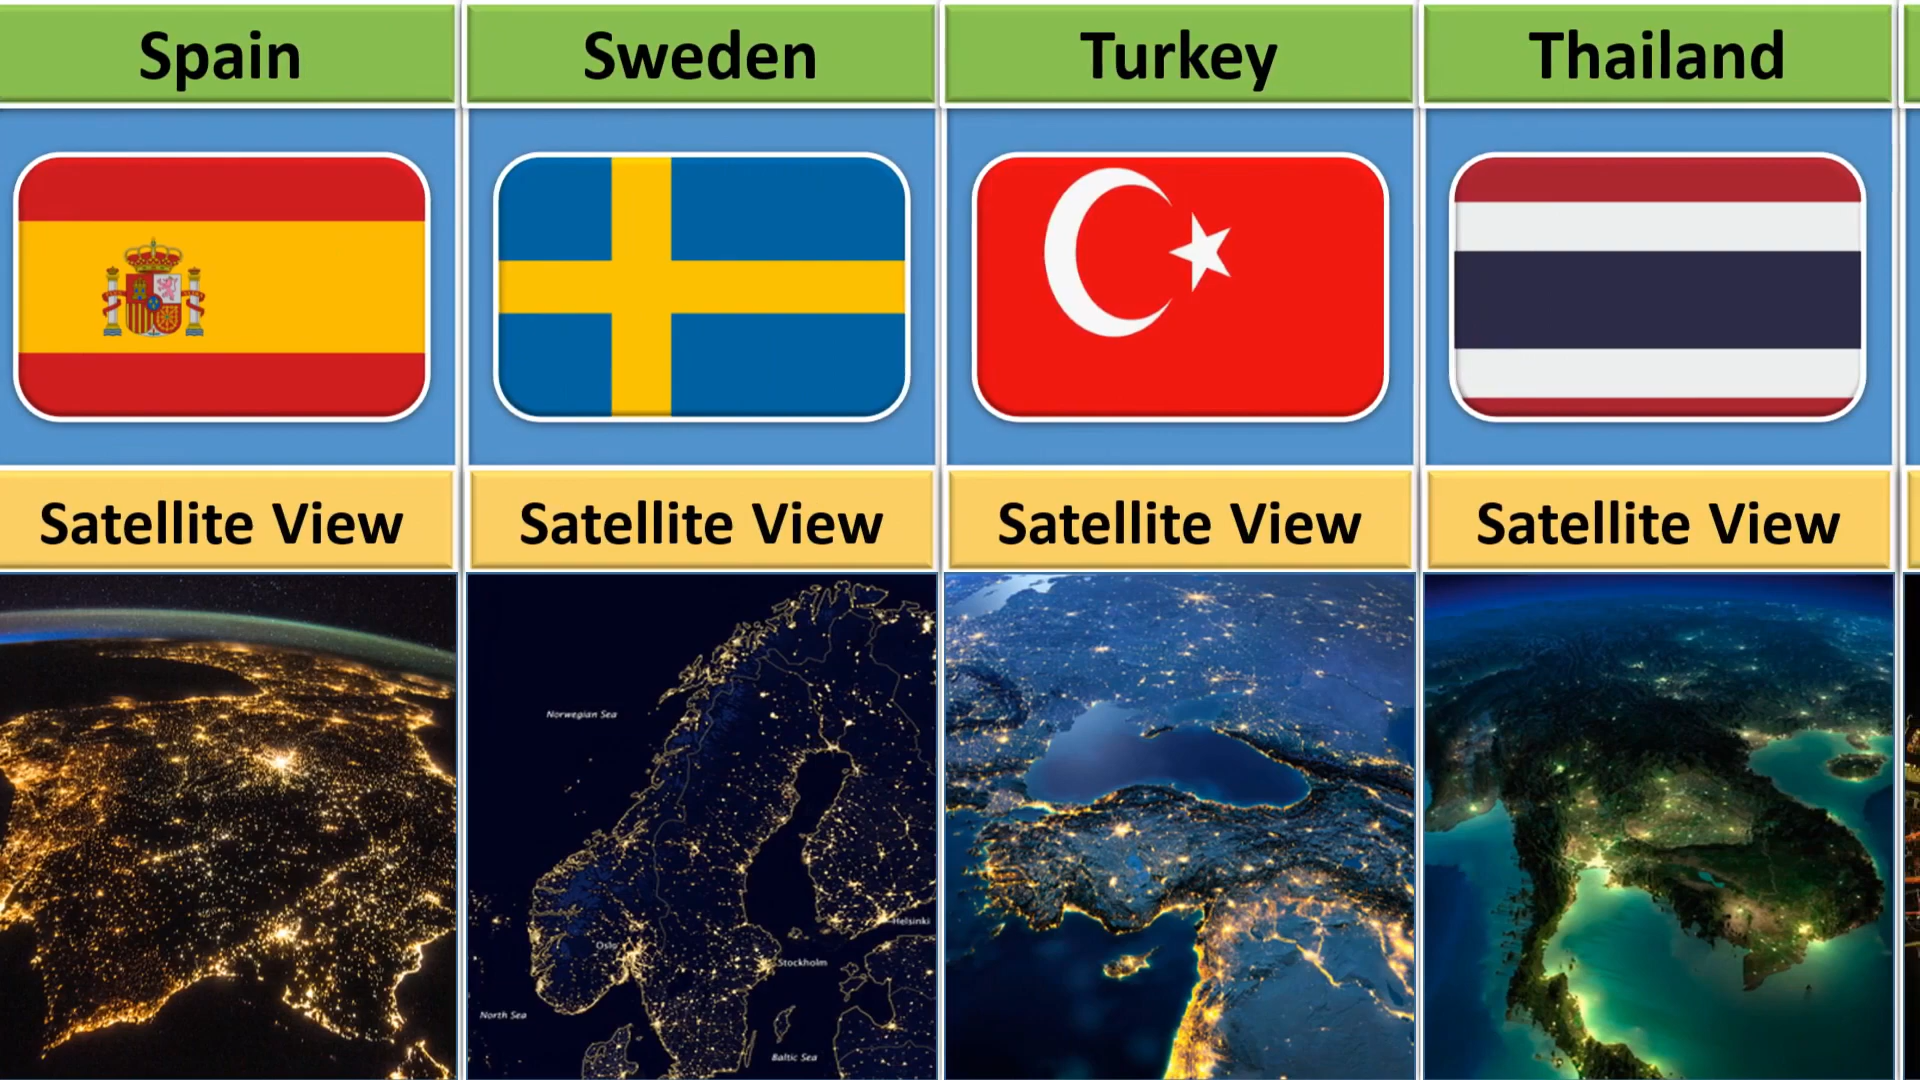 Spain
Sweden
Turkey
Thailand
Satellite View
Satellite View
Satellite View
Satellite View
Norwegian Sea
Helsinki
Oslo
Stockholm
North Sea
Baltic Sea